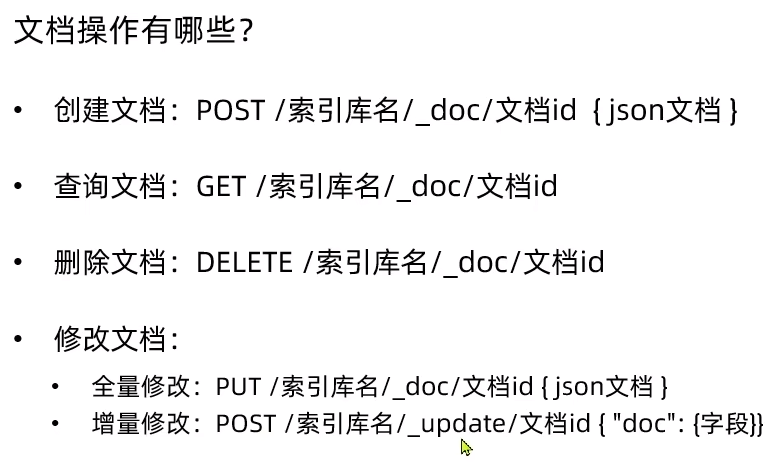 文档操作有哪些？
• 创建文档：POST /索引库名/_doc/文档id { json文档 }
• 查询文档：GET /索引库名/_doc/文档id
• 删除文档：DELETE /索引库名/_doc/文档id
• 修改文档：
• 全量修改：PUT /索引库名/_doc/文档id { json文档 }
• 增量修改：POST /索引库名/_update/文档id { "doc": {字段}}